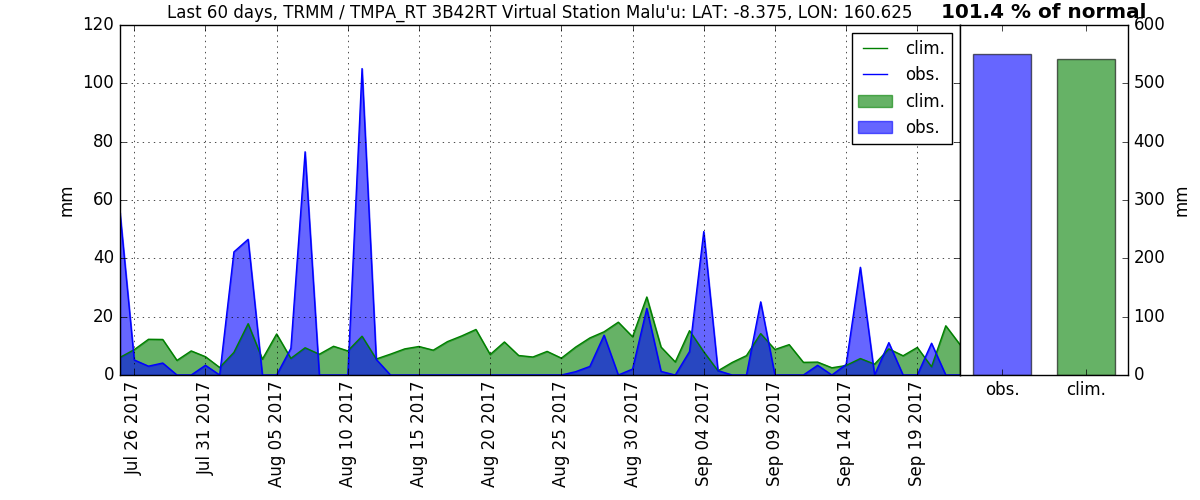 Last 60 days, TRMM / TMPA_RT 3B42RT Virtual Station Malu'u: LAT: -8.375, LON: 160.625
101.4 % of normal
120
100
80
60
40
20
0
mm
clim.
obs.
clim.
obs.
600
500
400
300
200
100
0
mm
Jul 26 2017
Jul 31 2017
Aug 05 2017
Aug 10 2017
Aug 15 2017
Aug 20 2017
Aug 25 2017
Aug 30 2017
Sep 04 2017
Sep 09 2017
Sep 14 2017
Sep 19 2017
obs.
clim.